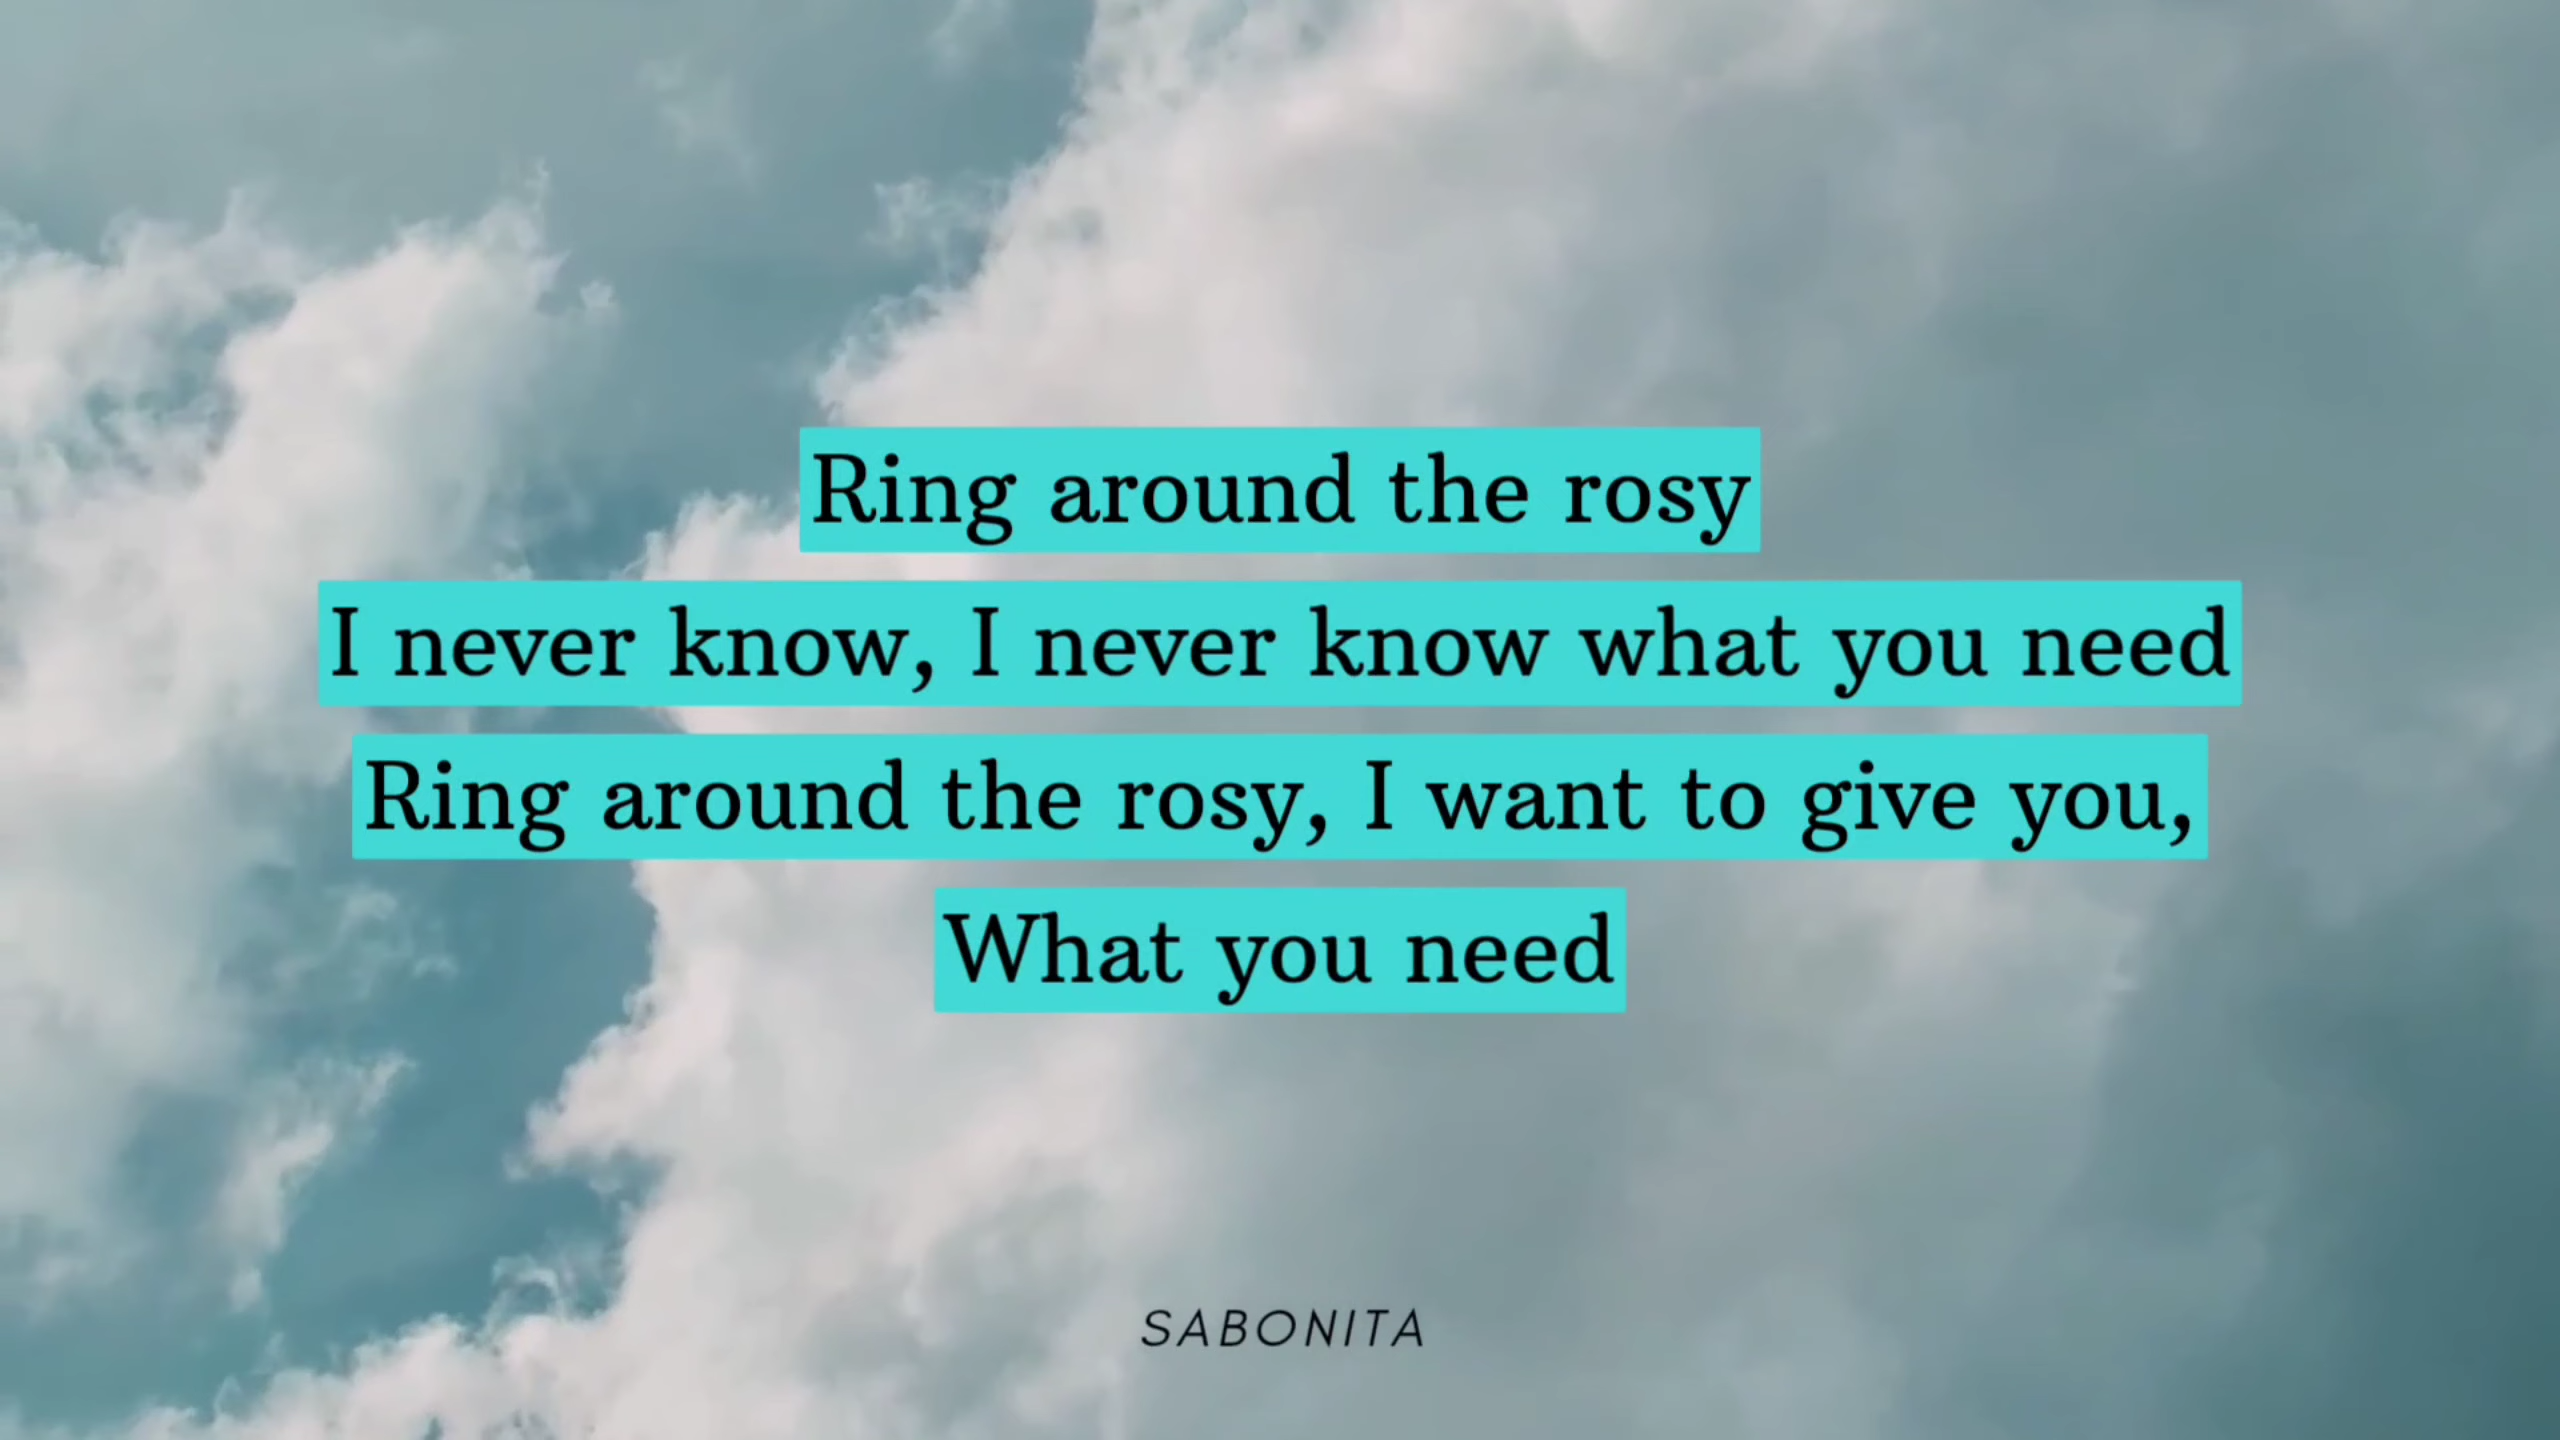 Ring around the rosy
I never know, I never know what you need
Ring around the rosy, I want to give you,
What you need
SABONITA